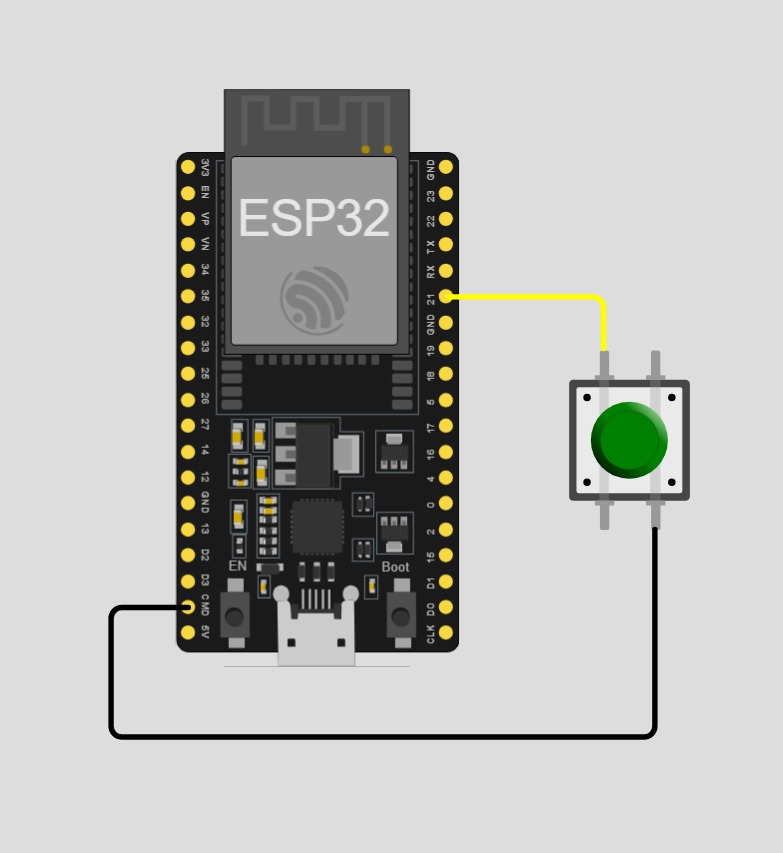 ESP32
3V3
EN
VP
VN
34
35
32
33
25
26
27
14
12
GND
13
D2
D3
CMD
5V
GND
23
22
TX
RX
21
GND
19
18
5
17
16
4
0
2
15
D1
D0
CLK
EN
Boot